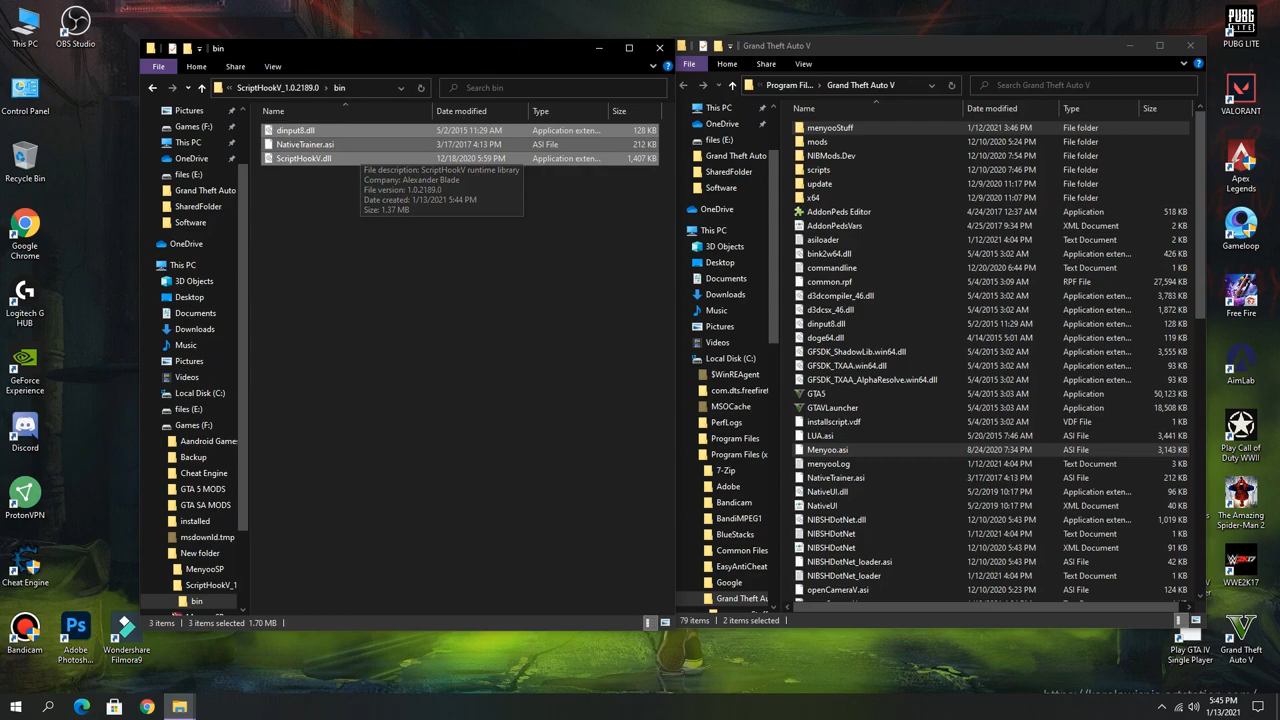 This PC
OBS Studio
Control Panel
Recycle Bin
Google
Chrome
Logitech G
HUB
GeForce
Experience
Discord
ProtonVPN
Cheat Engine
Bandicam
Adobe
Photosh...
Wondershare
Filmora9
bin
File
Home
Share
View
ScriptHookV_1.0.2189.0 > bin
Search bin
Name
Date modified
Type
Size
dinput8.dll 5/2/2015 11:29 AM Application exten... 128 KB
NativeTrainer.asi 3/17/2017 4:13 PM ASI File 212 KB
ScriptHookV.dll 12/18/2020 5:59 PM Application exten... 1,407 KB
File description: ScriptHookV runtime library
Company: Alexander Blade
File version: 1.0.2189.0
Date created: 1/13/2021 5:44 PM
Size: 1.37 MB
Pictures
Games (F:)
This PC
OneDrive
files (E:)
Grand Theft Auto
SharedFolder
Software
OneDrive
This PC
3D Objects
Desktop
Documents
Downloads
Music
Pictures
Videos
Local Disk (C:)
files (E:)
Games (F:)
Aandroid Games
Backup
Cheat Engine
GTA 5 MODS
GTA SA MODS
installed
msdownld.tmp
New folder
MenyooSP
ScriptHookV_1
bin
3 items
3 items selected 1.70 MB
Grand Theft Auto V
File
Home
Share
View
Program Fil... > Grand Theft Auto V
Search Grand Theft Auto V
This PC
OneDrive
files (E:)
Grand Theft Auto
SharedFolder
Software
OneDrive
This PC
3D Objects
Desktop
Documents
Downloads
Music
Pictures
Videos
Local Disk (C:)
$WinREAgent
com.dts.freefiret
MSOCache
PerfLogs
Program Files
Program Files (x
7-Zip
Adobe
Bandicam
BandiMPEG1
BlueStacks
Common Files
EasyAntiCheat
Google
Grand Theft Au
Name
Date modified
Type
Size
menyooStuff 1/12/2021 3:46 PM File folder
mods 12/10/2020 5:24 PM File folder
NIBMods.Dev 12/10/2020 7:54 PM File folder
scripts 12/10/2020 7:46 PM File folder
update 12/9/2020 11:17 PM File folder
x64 12/9/2020 11:07 PM File folder
AddonPeds Editor 4/24/2017 12:37 AM Application 518 KB
AddonPedsVars 4/25/2017 9:34 PM XML Document 2 KB
asiloader 1/12/2021 4:04 PM Text Document 2 KB
bink2w64.dll 5/4/2015 3:02 AM Application exten... 426 KB
commandline 12/20/2020 6:44 PM Text Document 1 KB
common.rpf 5/4/2015 3:09 AM RPF File 27,594 KB
d3dcompiler_46.dll 5/4/2015 3:02 AM Application exten... 3,783 KB
d3dcsx_46.dll 5/4/2015 3:02 AM Application exten... 1,872 KB
dinput8.dll 5/2/2015 11:29 AM Application exten... 128 KB
doge64.dll 4/14/2015 5:01 AM Application exten... 119 KB
GFSDK_ShadowLib.win64.dll 5/4/2015 3:02 AM Application exten... 3,555 KB
GFSDK_TXAA.win64.dll 5/4/2015 3:02 AM Application exten... 93 KB
GFSDK_TXAA_AlphaResolve.win64.dll 5/4/2015 3:02 AM Application exten... 93 KB
GTA5 5/4/2015 3:03 AM Application 50,123 KB
GTAVLauncher 5/4/2015 3:03 AM Application 18,508 KB
installscript.vdf 5/4/2015 3:02 AM VDF File 2 KB
LUA.asi 5/20/2015 7:46 AM ASI File 3,441 KB
Menyoo.asi 8/24/2020 7:34 PM ASI File 3,143 KB
menyooLog 1/12/2021 4:04 PM Text Document 3 KB
NativeTrainer.asi 3/17/2017 4:13 PM ASI File 212 KB
NativeUI.dll 5/2/2019 10:17 PM Application exten... 96 KB
NativeUI 5/2/2019 10:17 PM XML Document 40 KB
NIBSHDotNet.dll 12/10/2020 5:43 PM Application exten... 1,019 KB
NIBSHDotNet 1/12/2021 4:04 PM Text Document 1 KB
NIBSHDotNet 12/10/2020 5:43 PM XML Document 91 KB
NIBSHDotNet_loader.asi 12/10/2020 5:43 PM ASI File 42 KB
NIBSHDotNet_loader 1/12/2021 4:04 PM Text Document 1 KB
openCameraV.asi 12/10/2020 5:23 PM ASI File 124 KB
79 items
2 items selected
PUBG
LITE
PUBG LITE
VALORANT
Apex
Legends
Gameloop
Free Fire
AimLab
Play Call of
Duty WWII
The Amazing
Spider-Man 2
WWE2K17
Play GTA IV
Single Player
Grand Theft
Auto V
5:45 PM
1/13/2021